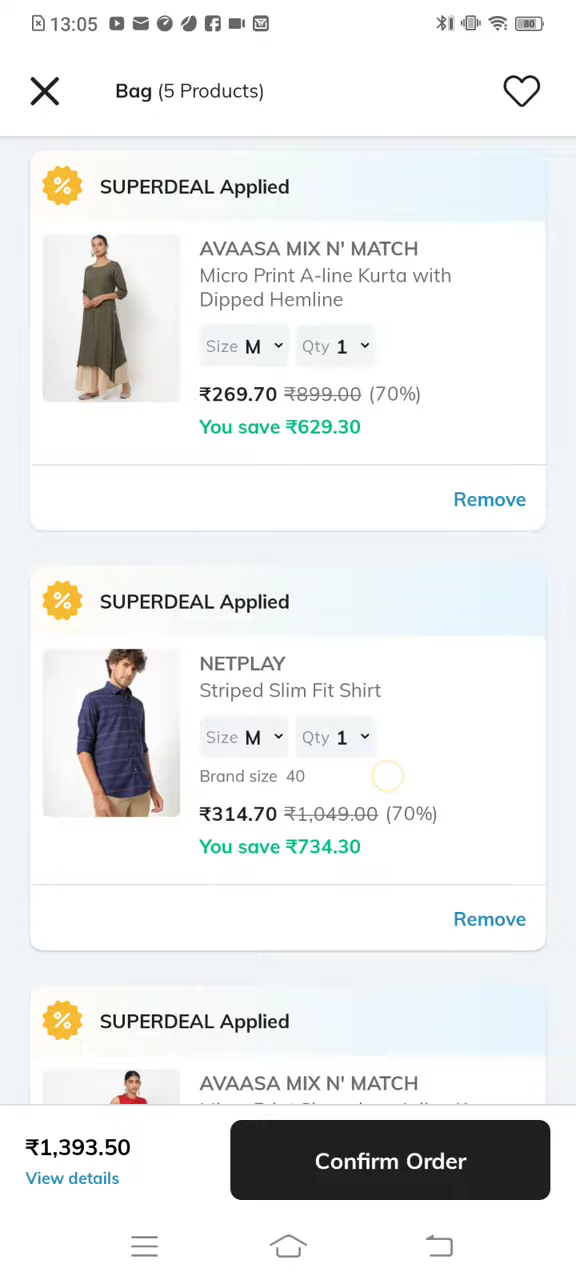 13:05
80
Bag (5 Products)
SUPERDEAL Applied
AVAASA MIX N' MATCH
Micro Print A-line Kurta with
Dipped Hemline
Size M Qty 1
₹269.70 ₹899.00 (70%)
You save ₹629.30
Remove
SUPERDEAL Applied
NETPLAY
Striped Slim Fit Shirt
Size M Qty 1
Brand size 40
₹314.70 ₹1,049.00 (70%)
You save ₹734.30
Remove
SUPERDEAL Applied
AVAASA MIX N' MATCH
₹1,393.50
View details
Confirm Order